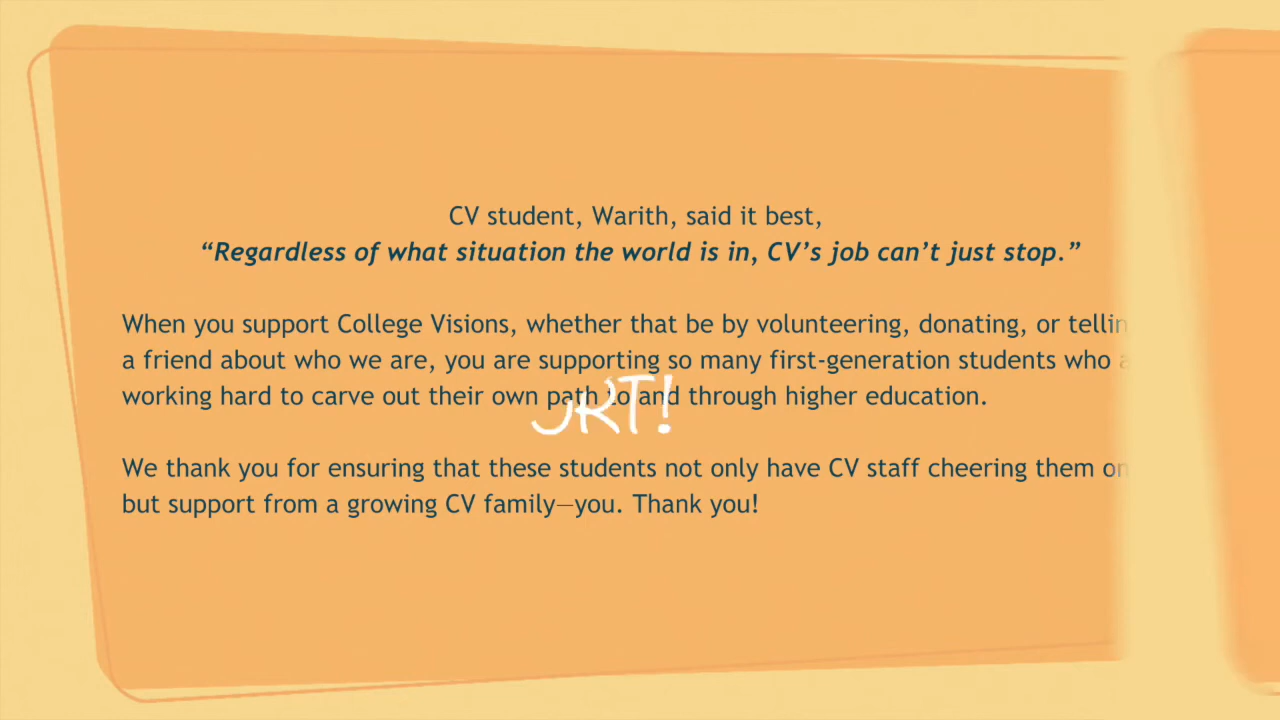 CV student, Warith, said it best,
“Regardless of what situation the world is in, CV’s job can’t just stop.”
When you support College Visions, whether that be by volunteering, donating, or
a friend about who we are, you are supporting so many first-generation students who
working hard to carve out their own path to and through higher education.
We thank you for ensuring that these students not only have CV staff cheering them on
but support from a growing CV family—you. Thank you!